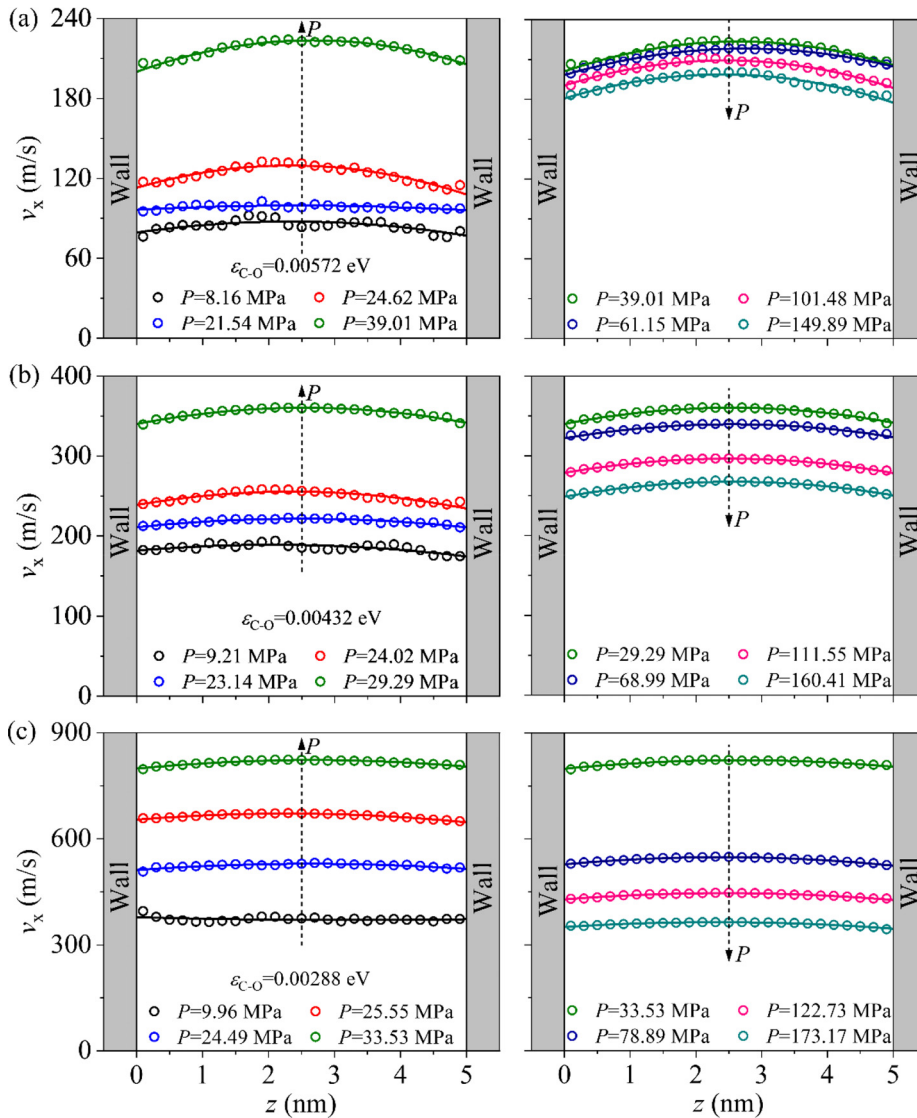 (a)
240
180
120
60
0
vx (m/s)
Wall
Wall
P
εC-O=0.00572 eV
P=8.16 MPa
P=24.62 MPa
P=21.54 MPa
P=39.01 MPa
Wall
Wall
P
P=39.01 MPa
P=101.48 MPa
P=61.15 MPa
P=149.89 MPa
(b)
400
300
200
100
0
vx (m/s)
Wall
Wall
P
εC-O=0.00432 eV
P=9.21 MPa
P=24.02 MPa
P=23.14 MPa
P=29.29 MPa
Wall
Wall
P
P=29.29 MPa
P=111.55 MPa
P=68.99 MPa
P=160.41 MPa
(c)
900
600
300
0
vx (m/s)
Wall
Wall
P
εC-O=0.00288 eV
P=9.96 MPa
P=25.55 MPa
P=24.49 MPa
P=33.53 MPa
0 1 2 3 4 5
z (nm)
Wall
Wall
P
P=33.53 MPa
P=122.73 MPa
P=78.89 MPa
P=173.17 MPa
0 1 2 3 4 5
z (nm)